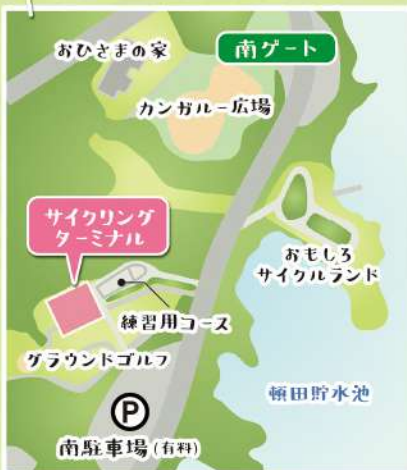 おひさまの家
南ゲート
カンガルー広場
サイクリング
ターミナル
おもしろ
サイクルランド
練習用コース
グラウンドゴルフ
頓田貯水池
P
南駐車場(有料)